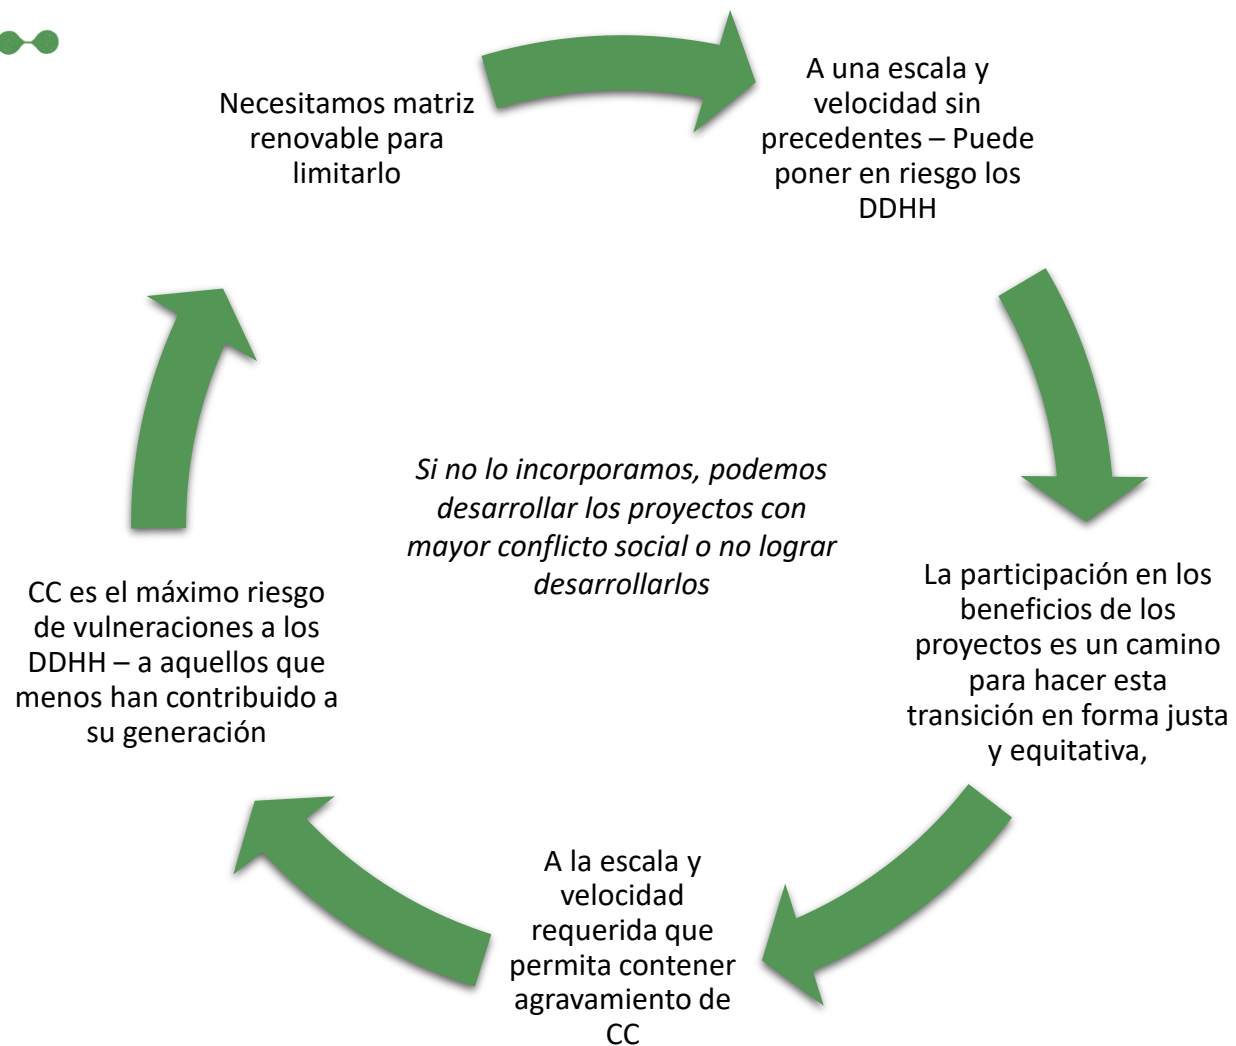 Necesitamos matriz
renovable para
limitarlo
A una escala y
velocidad sin
precedentes – Puede
poner en riesgo los
DDHH
La participación en los
beneficios de los
proyectos es un camino
para hacer esta
transición en forma justa
y equitativa,
A la escala y
velocidad
requerida que
permita contener
agravamiento de
CC
CC es el máximo riesgo
de vulneraciones a los
DDHH – a aquellos que
menos han contribuido a
su generación
Si no lo incorporamos, podemos
desarrollar los proyectos con
mayor conflicto social o no lograr
desarrollarlos